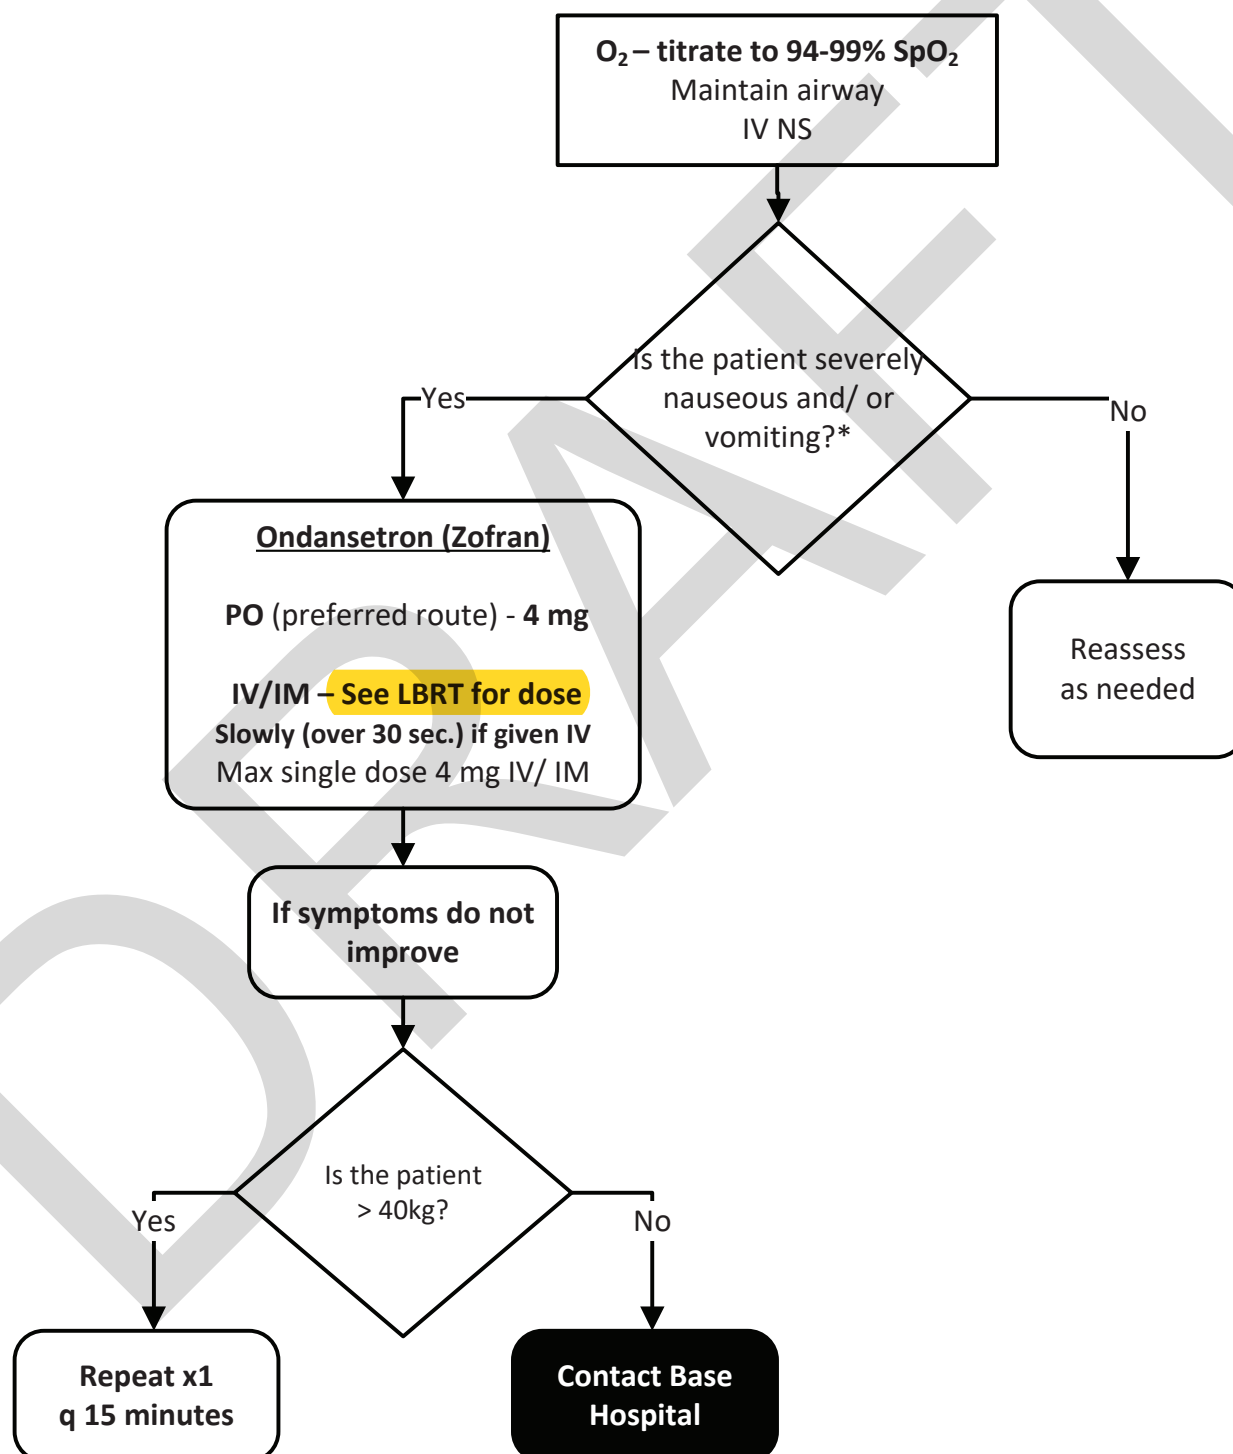 O₂ – titrate to 94-99% SpO₂
Maintain airway
IV NS
Is the patient severely
nauseous and/ or
vomiting?*
Yes
No
Ondansetron (Zofran)
PO (preferred route) - 4 mg
IV/IM – See LBRT for dose
Slowly (over 30 sec.) if given IV
Max single dose 4 mg IV/ IM
Reassess
as needed
If symptoms do not
improve
Is the patient
> 40kg?
Yes
No
Repeat x1
q 15 minutes
Contact Base
Hospital
DRAFT